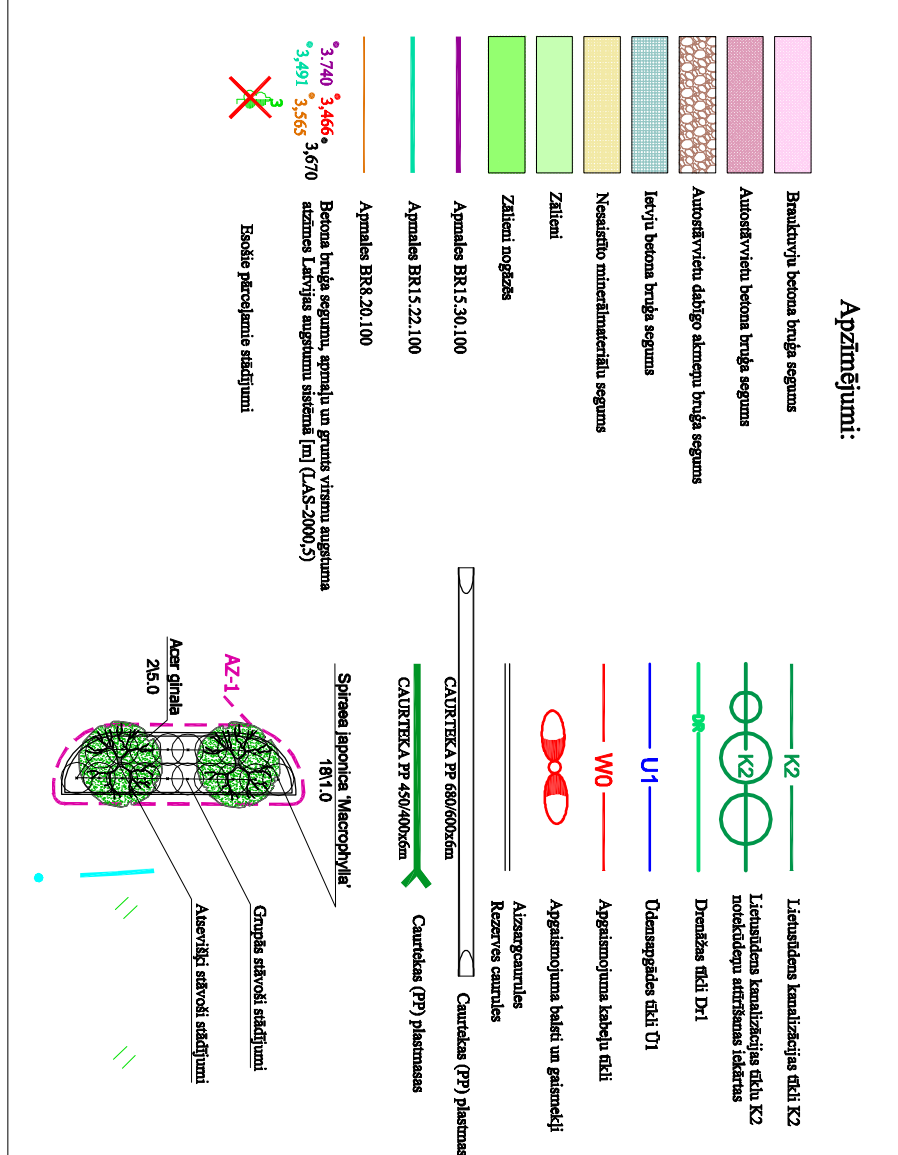 Apzīmējumi:
Brauktuvju betona bruģa segums
Autostāvvietu betona bruģa segums
Autostāvvietu dabīgo akmeņu bruģa segums
Ietvju betona bruģa segums
Nesaistīto minerālmateriālu segums
Zālieni
Zālieni nogāzēs
Apmales BR15.30.100
Apmales BR15.22.100
Apmales BR8.20.100
3.740 3,466 3,670
3,491 3,565
Betona bruģa segumu, apmaļu un grunts virsmu augstuma
atzīmes Latvijas augstumu sistēmā [m] (LAS-2000,5)
3
Esošie pārceļamie stādījumi
K2
Lietusūdens kanalizācijas tīkli K2
K2
Lietusūdens kanalizācijas tīklu K2
notekūdeņu attīrīšanas iekārtas
DR
Drenāžas tīkli Dr1
U1
Ūdensapgādes tīkli Ū1
W0
Apgaismojuma kabeļu tīkli
Apgaismojuma balsti un gaismekļi
Aizsargcaurules
Rezerves caurules
CAURTEKA PP 680/600x6m
Caurtekas (PP) plastmas
CAURTEKA PP 450/400x6m
Caurtekas (PP) plastmasas
Spiraea japonica 'Macrophylla'
18\1.0
AZ-1
Acer ginala
2\5.0
Grupās stāvoši stādījumi
Atsevišķi stāvoši stādījumi